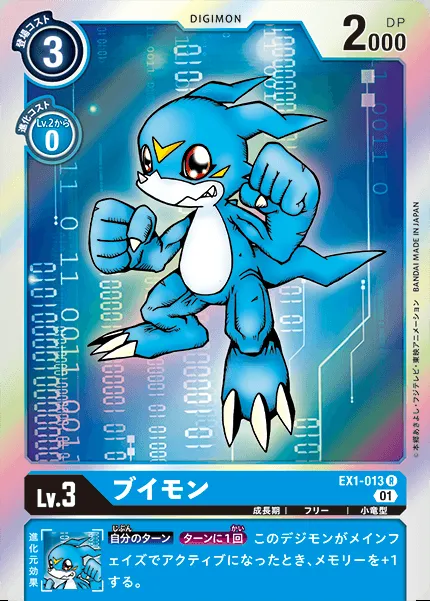 登場コスト
3
DIGIMON
DP
2000
進化コスト
Lv.2から
0
BANDAI MADE IN JAPAN
©本郷あきよし・フジテレビ・東映アニメーション
Lv.3
ブイモン
EX1-013 R
01
成長期 | フリー | 小竜型
進化元効果
自分のターン じぶん
ターンに1回 かい
このデジモンがメインフ
ェイズでアクティブになったとき、メモリーを+1
する。